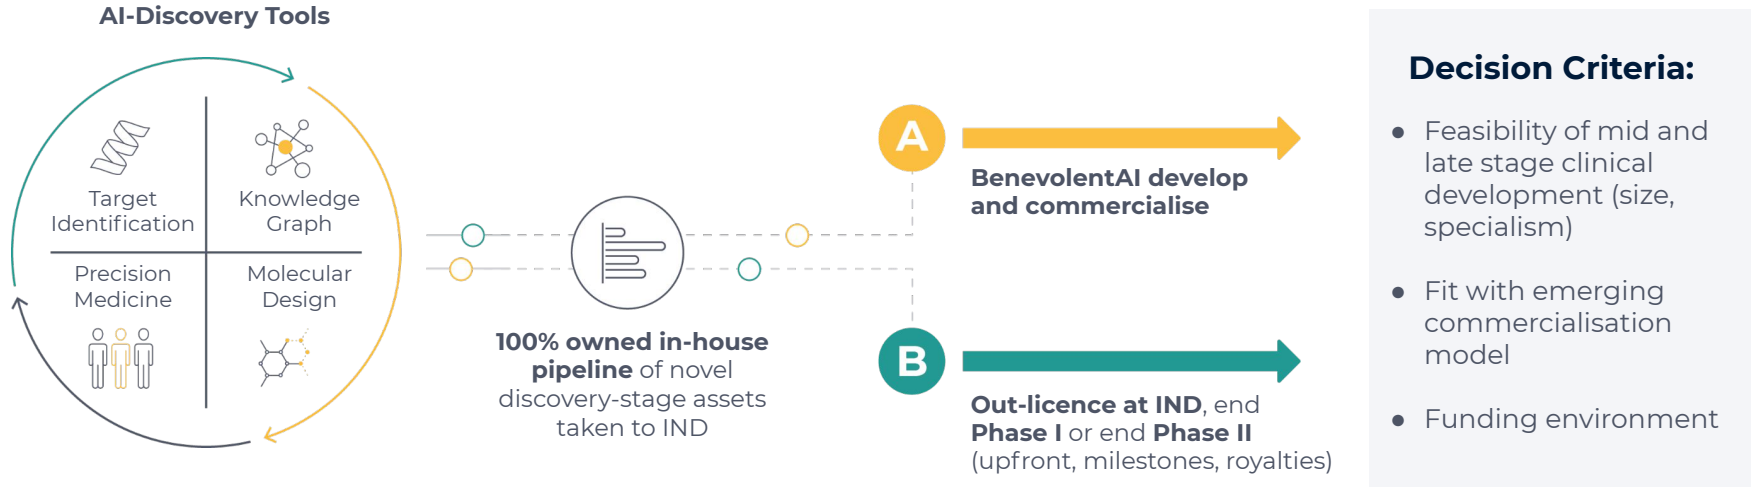 AI-Discovery Tools
Target
Identification
Knowledge
Graph
Precision
Medicine
Molecular
Design
100% owned in-house
pipeline of novel
discovery-stage assets
taken to IND
A
BenevolentAI develop
and commercialise
B
Out-licence at IND, end
Phase I or end Phase II
(upfront, milestones, royalties)
Decision Criteria:
● Feasibility of mid and
late stage clinical
development (size,
specialism)
● Fit with emerging
commercialisation
model
● Funding environment